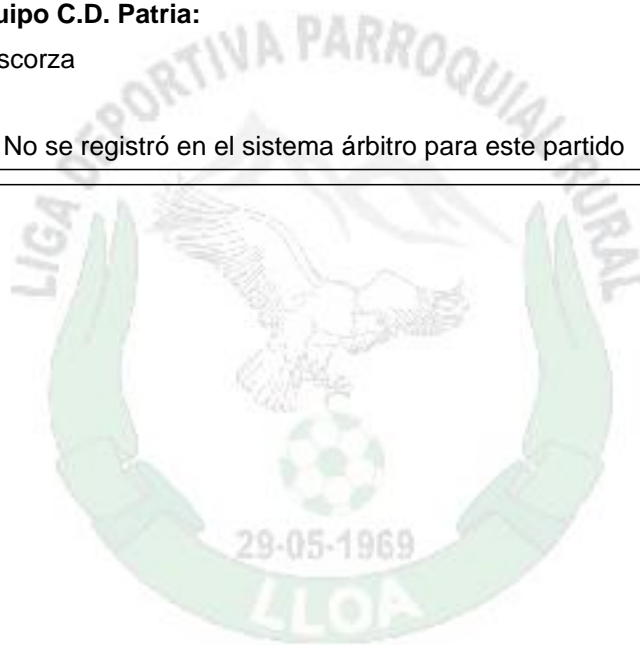 uipo C.D. Patria:
scorza
No se registró en el sistema árbitro para este partido
LIGA DEPORTIVA PARROQUIAL RURAL
29-05-1969
LLOA